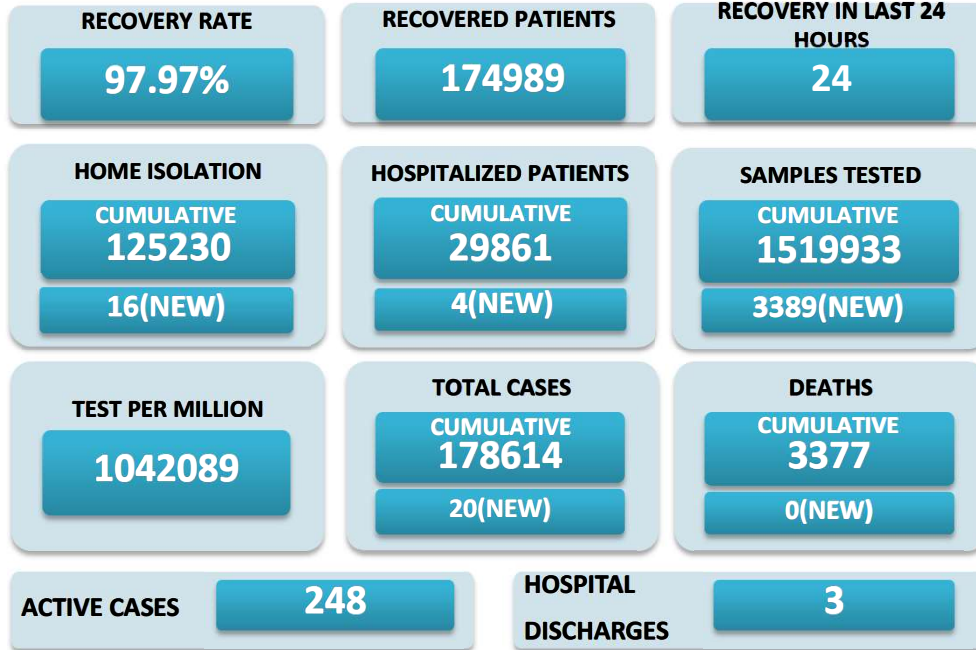 RECOVERY RATE
97.97%
RECOVERED PATIENTS
174989
RECOVERY IN LAST 24
HOURS
24
HOME ISOLATION
CUMULATIVE
125230
16(NEW)
HOSPITALIZED PATIENTS
CUMULATIVE
29861
4(NEW)
SAMPLES TESTED
CUMULATIVE
1519933
3389(NEW)
TEST PER MILLION
1042089
TOTAL CASES
CUMULATIVE
178614
20(NEW)
DEATHS
CUMULATIVE
3377
0(NEW)
ACTIVE CASES
248
HOSPITAL
DISCHARGES
3